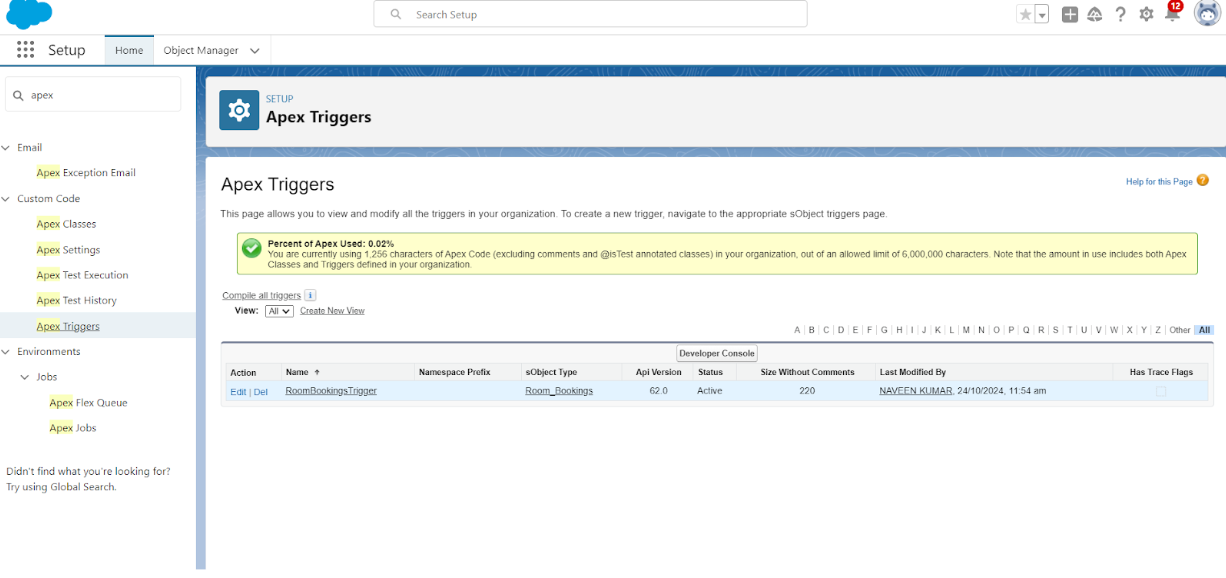 Search Setup
12
Setup
Home
Object Manager
apex
Email
Apex Exception Email
Custom Code
Apex Classes
Apex Settings
Apex Test Execution
Apex Test History
Apex Triggers
Environments
Jobs
Apex Flex Queue
Apex Jobs
Didn't find what you're looking for?
Try using Global Search.
SETUP
Apex Triggers
Apex Triggers
Help for this Page ?
This page allows you to view and modify all the triggers in your organization. To create a new trigger, navigate to the appropriate sObject triggers page.
Percent of Apex Used: 0.02%
You are currently using 1,256 characters of Apex Code (excluding comments and @isTest annotated classes) in your organization, out of an allowed limit of 6,000,000 characters. Note that the amount in use includes both Apex
Classes and Triggers defined in your organization.
Compile all triggers i
View: All Create New View
A | B | C | D | E | F | G | H | I | J | K | L | M | N | O | P | Q | R | S | T | U | V | W | X | Y | Z | Other | All
Developer Console
Action Name ↑ Namespace Prefix sObject Type Api Version Status Size Without Comments Last Modified By Has Trace Flags
Edit | Del RoomBookingsTrigger Room_Bookings 62.0 Active 220 NAVEEN KUMAR, 24/10/2024, 11:54 am